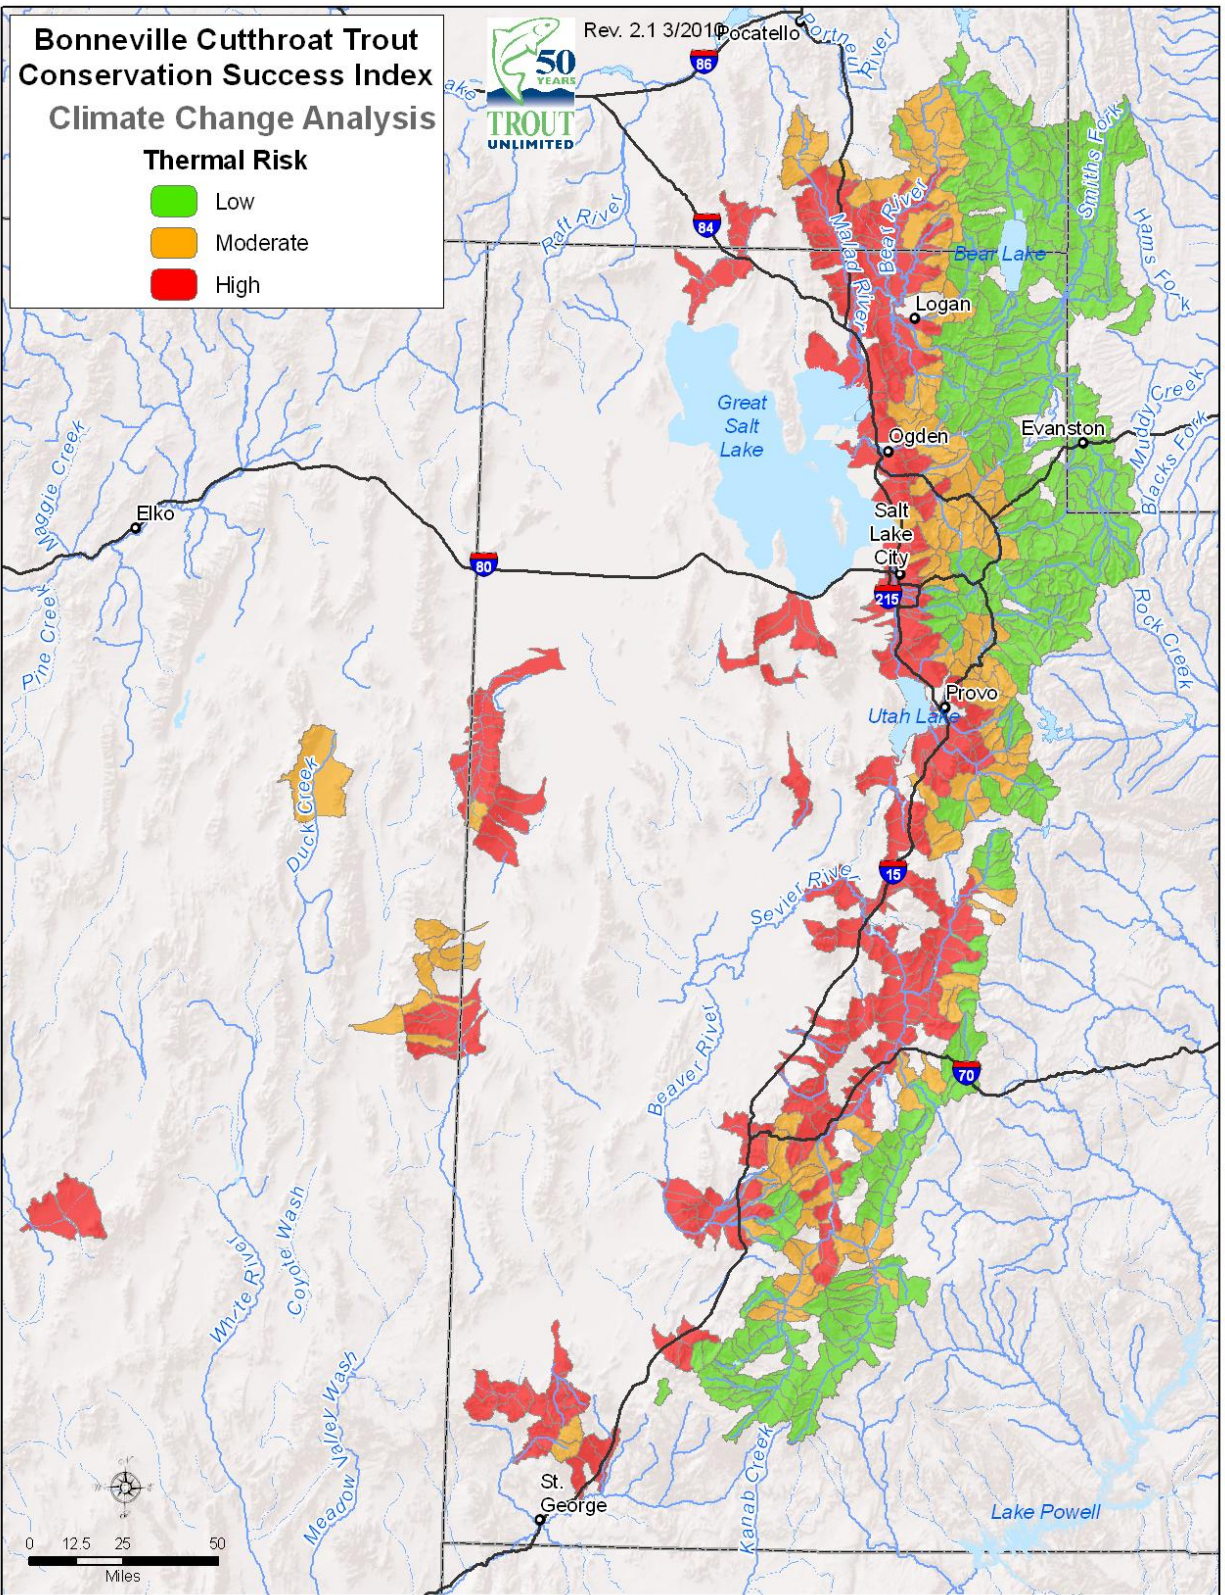 Bonneville Cutthroat Trout
Conservation Success Index
Climate Change Analysis
Thermal Risk
Low
Moderate
High
50
YEARS
TROUT
UNLIMITED
Rev. 2.1 3/2010
Pocatello
Portneuf
River
86
ake
Raft River
84
Malad River
Bear River
Smiths Fork
Hams Fork
Bear Lake
Logan
Great
Salt
Lake
Ogden
Evanston
Muddy Creek
Blacks Fork
Maggie Creek
Elko
Salt
Lake
City
80
215
Pine Creek
Rock Creek
Provo
Utah Lake
Duck Creek
15
Sevier River
Beaver River
70
White River
Coyote Wash
Meadow Valley Wash
Kanab Creek
St.
George
Lake Powell
0 12.5 25 50
Miles